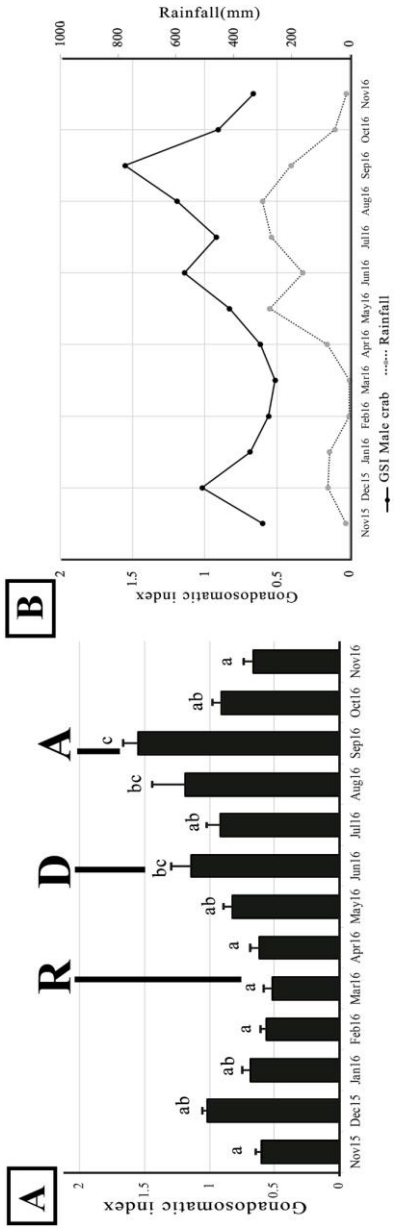 A
R D A
Gonadosomatic index
2
1.5
1
0.5
0
a ab ab a a a ab bc ab bc c ab a
Nov15 Dec15 Jan16 Feb16 Mar16 Apr16 May16 Jun16 Jul16 Aug16 Sep16 Oct16 Nov16
B
Gonadosomatic index
2
1.5
1
0.5
0
Rainfall(mm)
1000
800
600
400
200
0
Nov15 Dec15 Jan16 Feb16 Mar16 Apr16 May16 Jun16 Jul16 Aug16 Sep16 Oct16 Nov16
GSI Male crab Rainfall